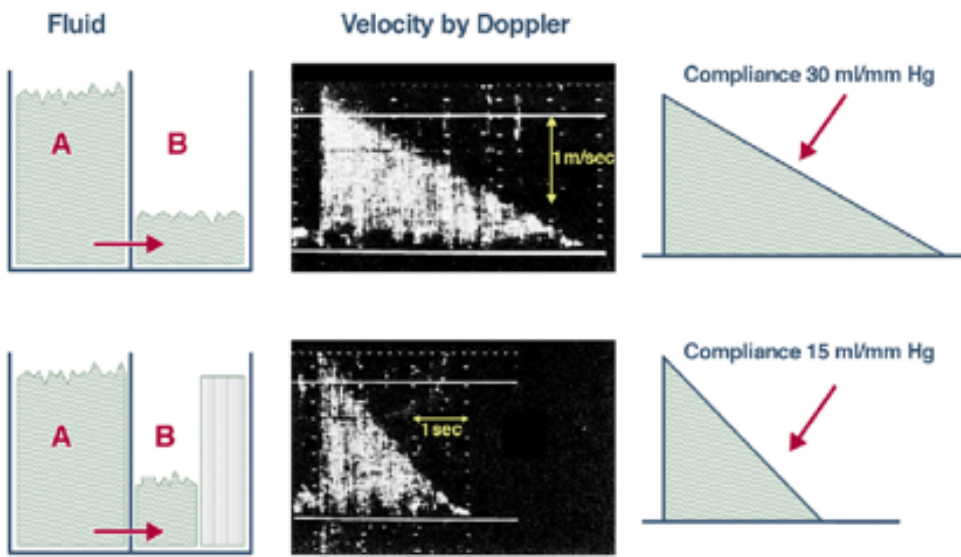 Fluid
Velocity by Doppler
A
B
1 m/sec
Compliance 30 ml/mm Hg
A
B
1 sec
Compliance 15 ml/mm Hg